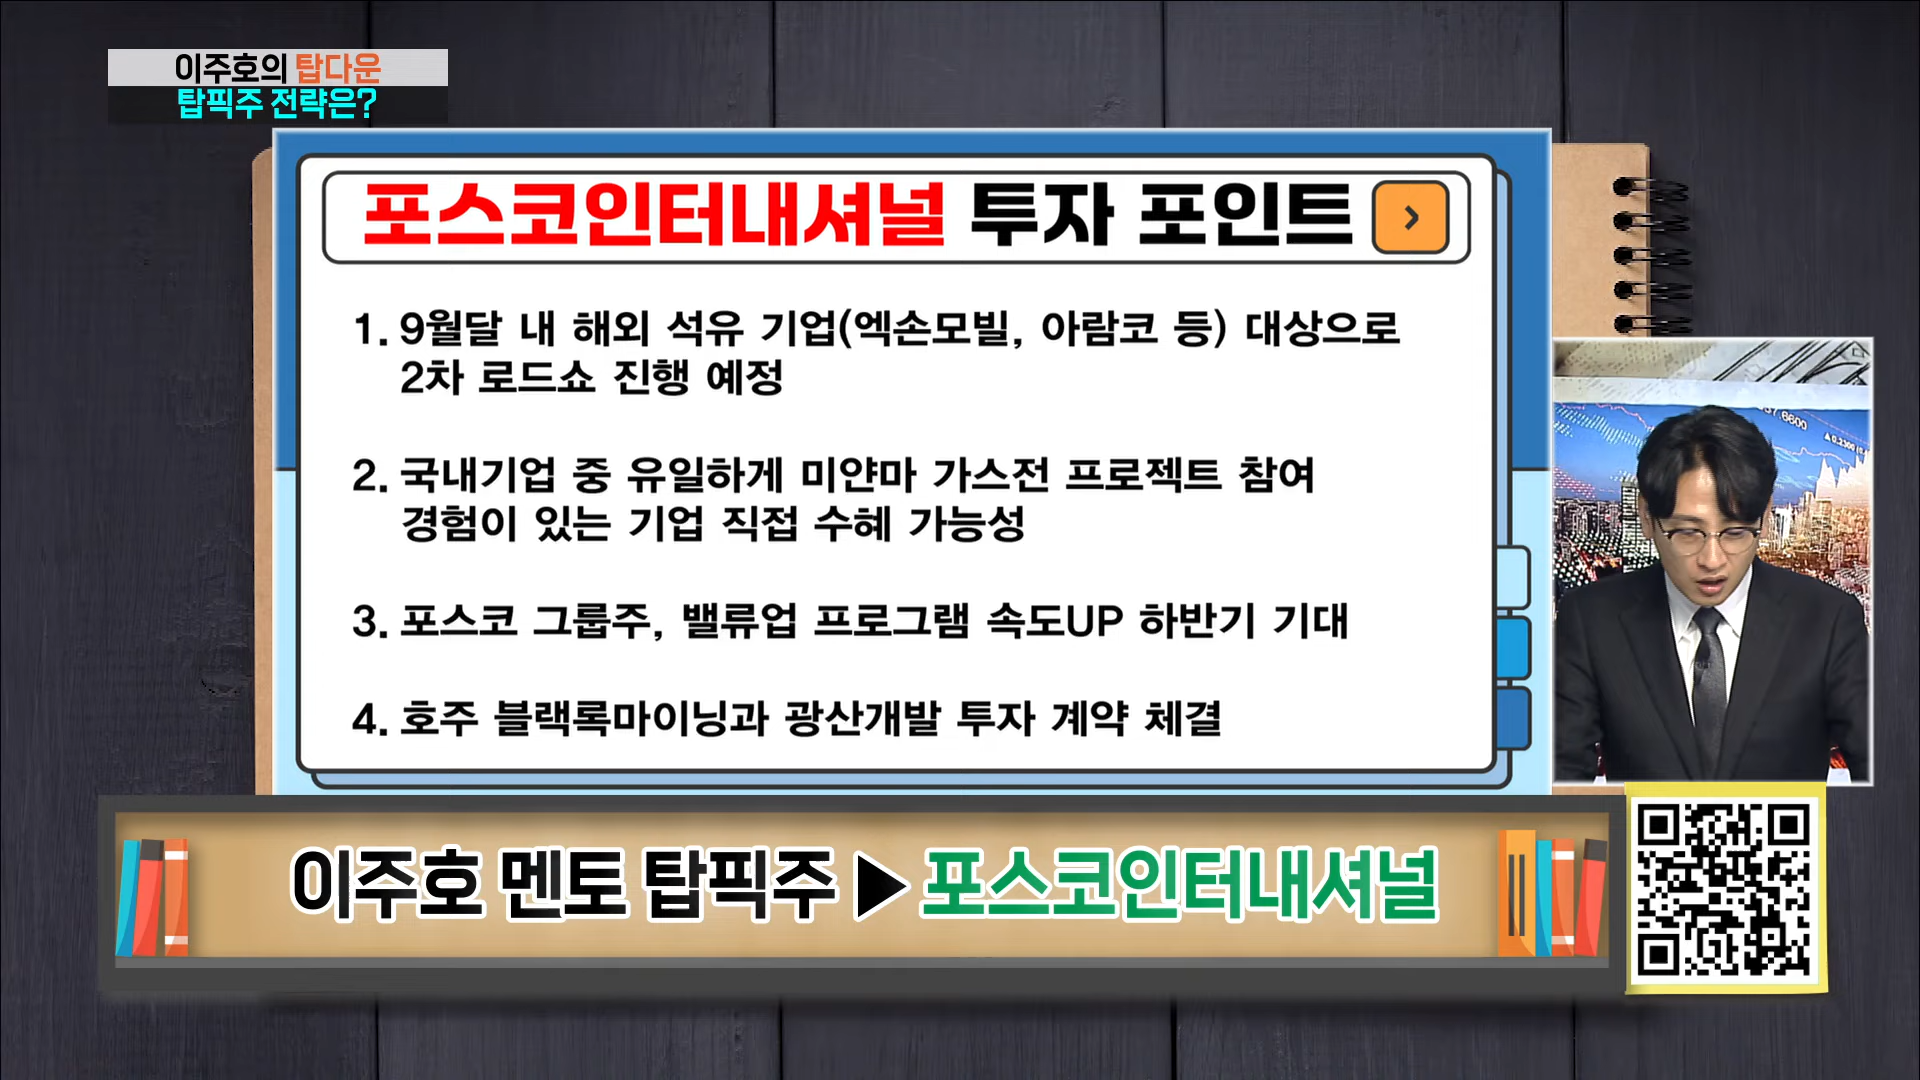 이주호의 탑다운
탑픽주 전략은?
포스코인터내셔널 투자 포인트
1. 9월달 내 해외 석유 기업(엑손모빌, 아람코 등) 대상으로
2차 로드쇼 진행 예정
2. 국내기업 중 유일하게 미얀마 가스전 프로젝트 참여
경험이 있는 기업 직접 수혜 가능성
3. 포스코 그룹주, 밸류업 프로그램 속도UP 하반기 기대
4. 호주 블랙록마이닝과 광산개발 투자 계약 체결
이주호 멘토 탑픽주 ▶ 포스코인터내셔널